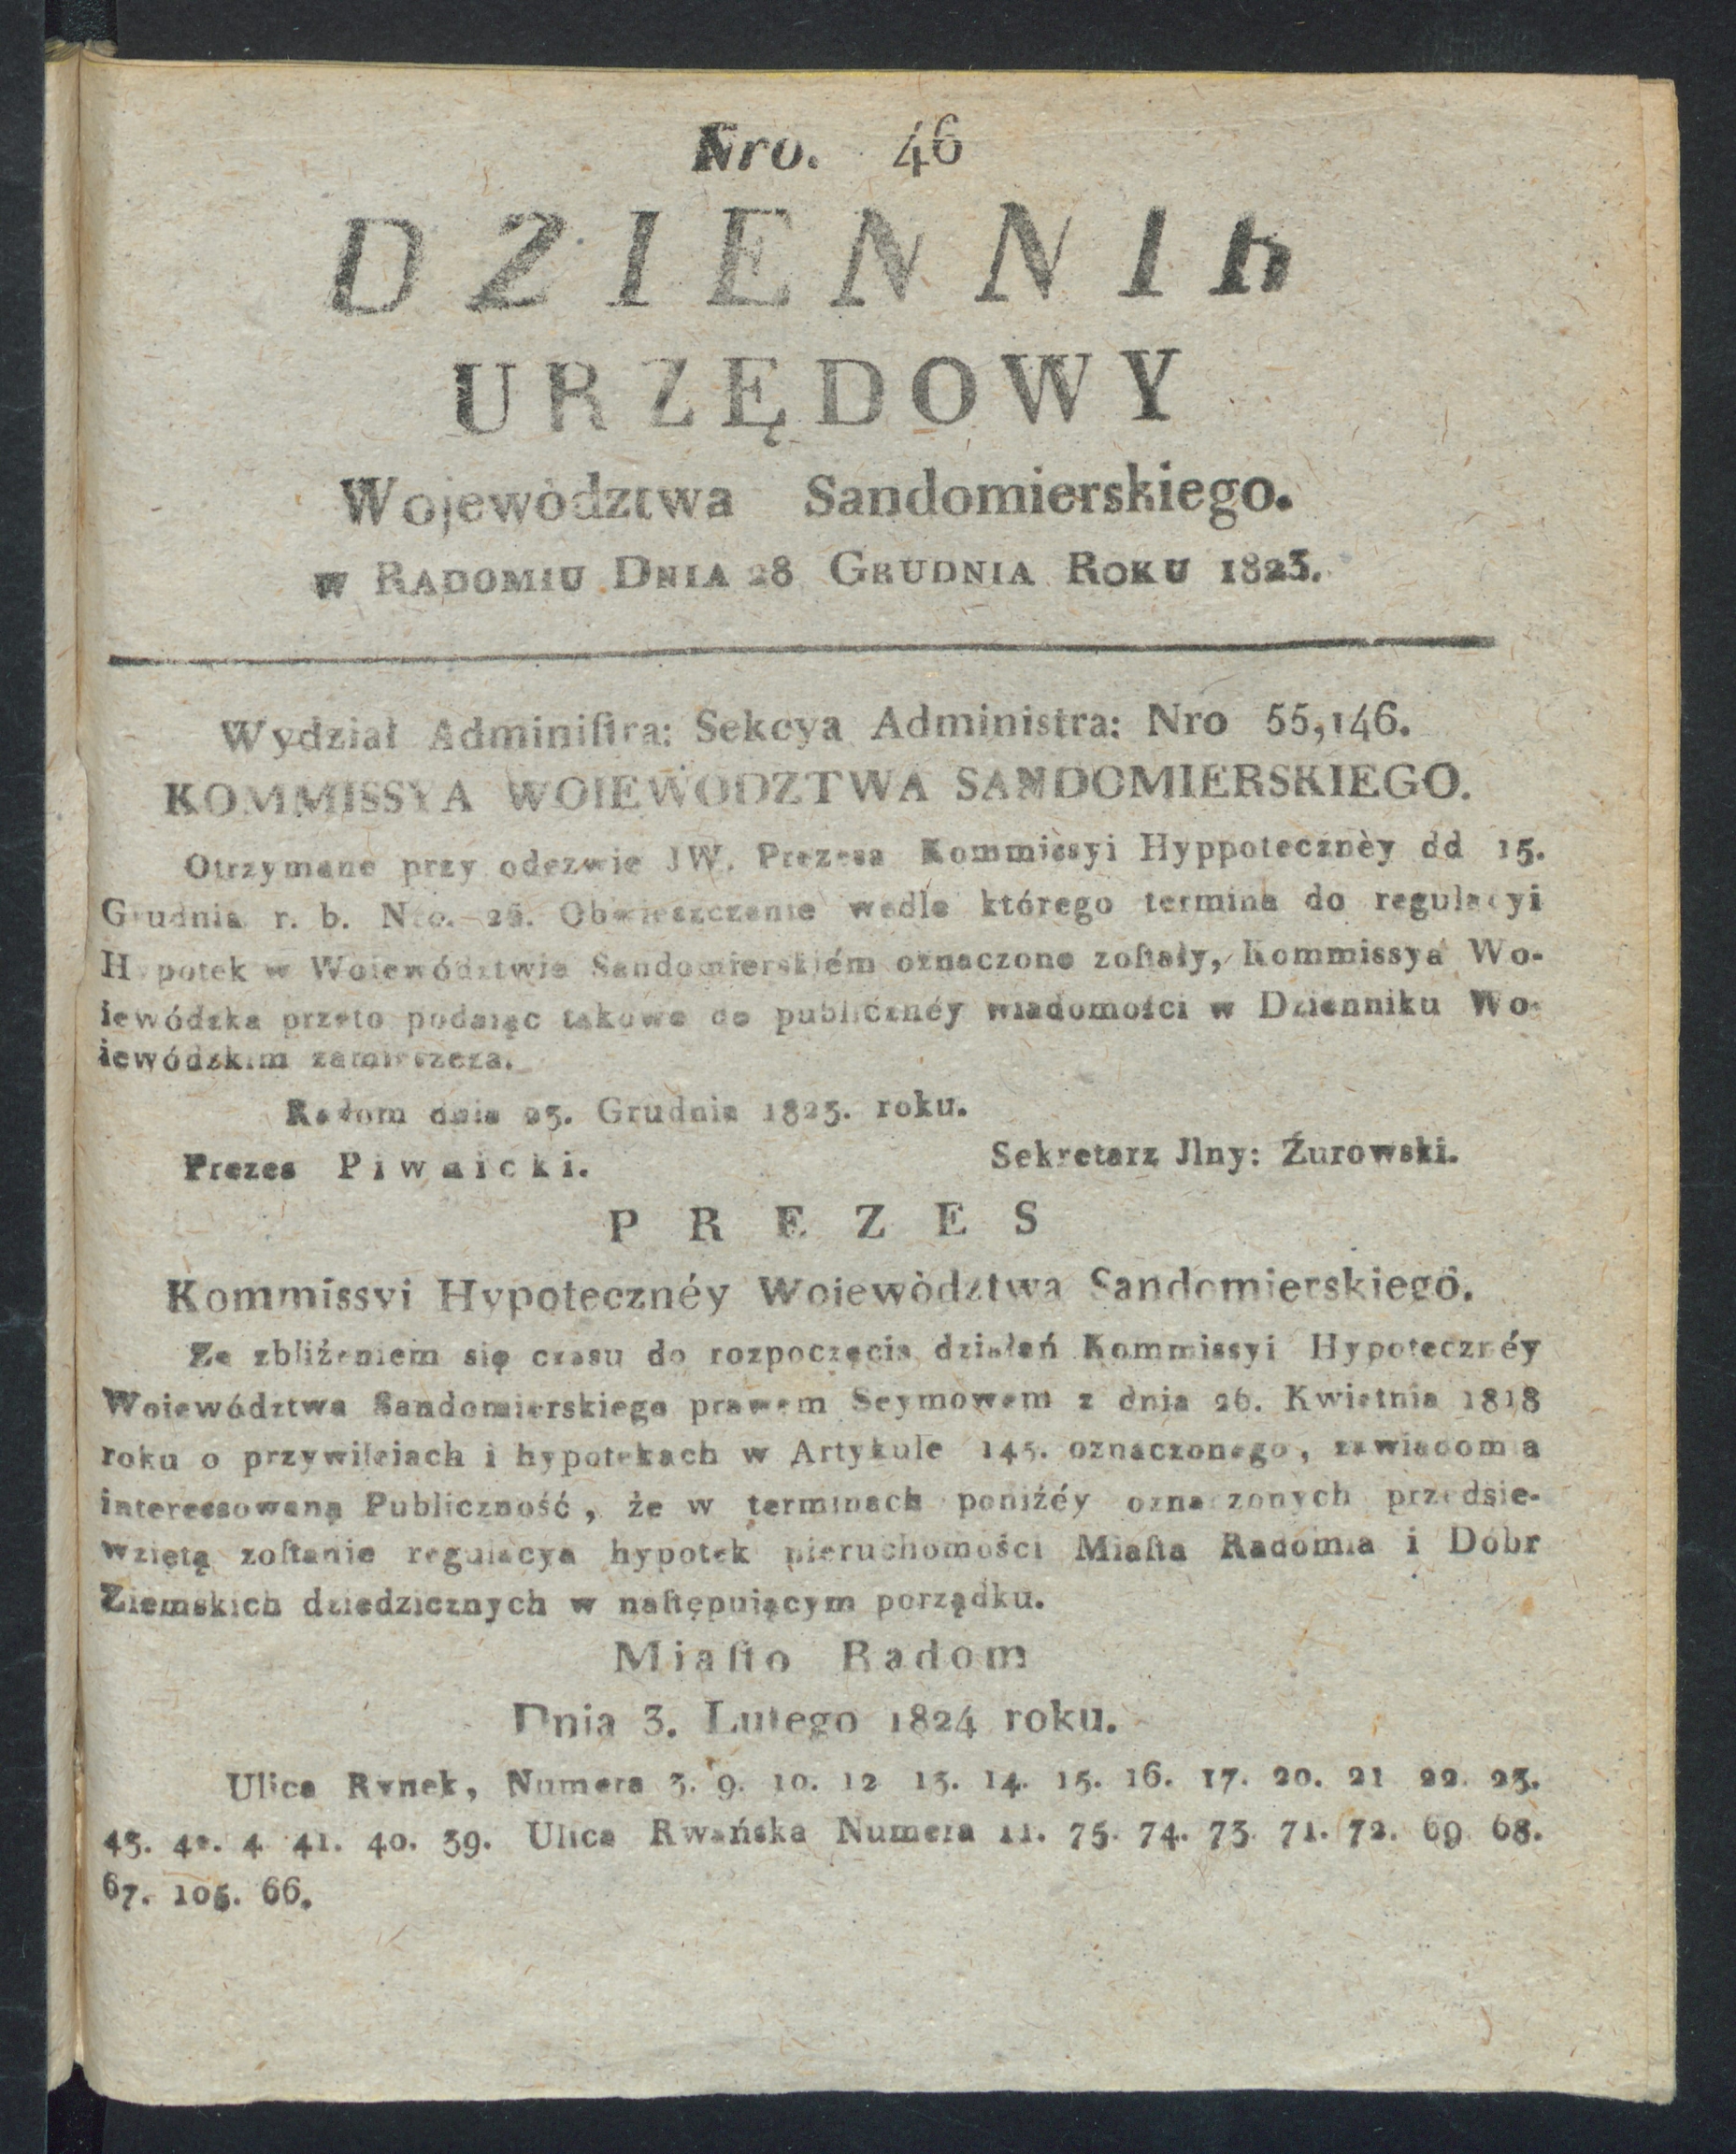 Nro. 46
DZIENNIK
URZĘDOWY
Wojewòdztwa Sandomierskiego.
w Radomiu Dnia 28 Grudnia Roku 1823.
Wydział Adminiſtra: Sekcya Administra: Nro 55,146.
KOMMISSYA WOIEWODZTWA SANDOMIERSKIEGO.
Otrzymane przy odezwie JW. Prezesa Kommissyi Hyppotecznèy dd 15.
Grudnia r. b. Nro. Obwieszczenie wedle którego termina do regulacyi
Hypotek w Woiewództwie Sandomierskiém oznaczone zoſtały, Kommissya Wo-
iewódzka przeto podaiąc takowe do publicznéy wiadomości w Dzienniku Wo-
iewódzkim zamieszcza.
Radom dnia 23. Grudnia 1823. roku.
Prezes Piwnicki.
Sekretarz Jlny: Źurowski.
PREZES
Kommissyi Hypotecznéy Woiewòdztwa Sandomierskiego.
Ze zbliżeniem się czasu do rozpoczęcia działań Kommissyi Hypotecznéy
Woiewództwa Sandomierskiego prawem Seymowem z dnia 26. Kwietnia 1818
roku o przywileiach i hypotekach w Artykule 145. oznaczonego, zawiadomia
interessowaną Publiczność, że w terminach poniźéy oznaczonych przedsie-
wziętą zoſtanie regulacya hypotek nieruchomości Miaſta Radomia i Dóbr
Ziemskich dziedzicznych w naſtępuiącym porządku.
Miaſto Radom
Dnia 3. Lutego 1824 roku.
Ulica Rynek, Numera 3. 9. 10. 12 13. 14. 15. 16. 17. 20. 21 22. 23.
43. 4 41. 40. 39. Ulica Rwańska Numera 11. 75. 74. 73. 71. 72. 69 68.
67. 105. 66.